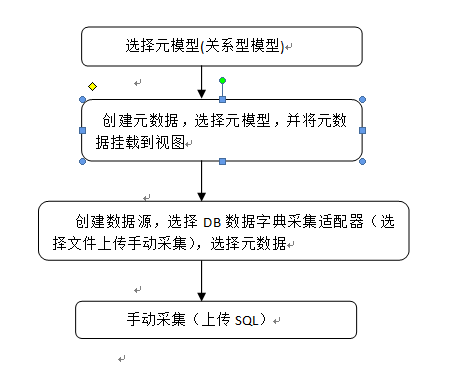 选择元模型(关系型模型)
创建元数据，选择元模型，并将元数
据挂载到视图
创建数据源，选择 DB 数据字典采集适配器（选
择文件上传手动采集），选择元数据
手动采集（上传 SQL）